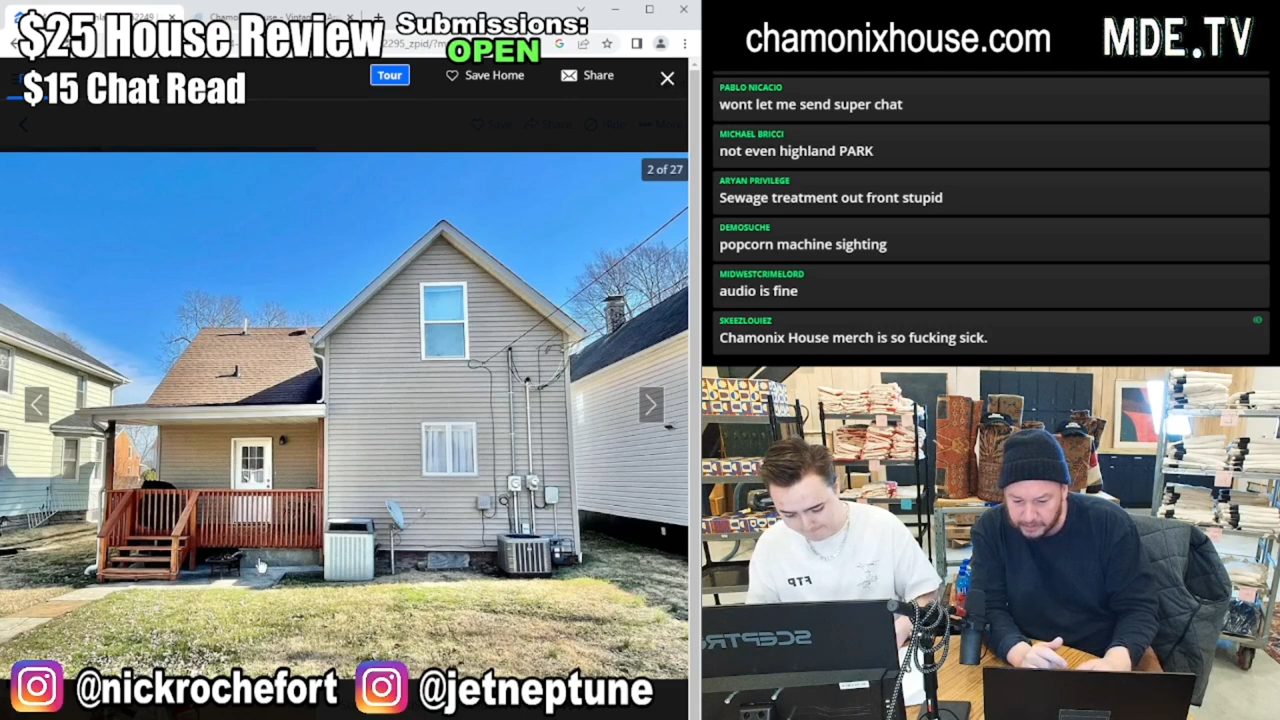 $25 House Review
Submissions:
OPEN
$15 Chat Read
Tour
Save Home
Share
2 of 27
chamonixhouse.com
MDE.TV
PABLO NICACIO
wont let me send super chat
MICHAEL BRICCI
not even highland PARK
ARYAN PRIVILEGE
Sewage treatment out front stupid
DEMOSUCHE
popcorn machine sighting
MIDWESTCRIMELORD
audio is fine
SKEEZLOUIEZ
Chamonix House merch is so fucking sick.
FTP
SCEPTR
@nickrochefort
@jetneptune